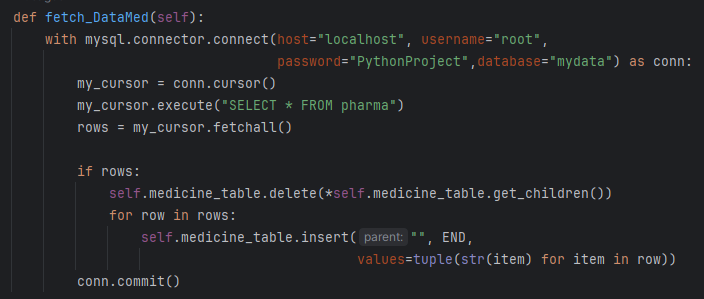 def fetch_DataMed(self):
    with mysql.connector.connect(host="localhost", username="root",
                                 password="PythonProject",database="mydata") as conn:
        my_cursor = conn.cursor()
        my_cursor.execute("SELECT * FROM pharma")
        rows = my_cursor.fetchall()

        if rows:
            self.medicine_table.delete(*self.medicine_table.get_children())
            for row in rows:
                self.medicine_table.insert( parent: "", END,
                                           values=tuple(str(item) for item in row))
        conn.commit()